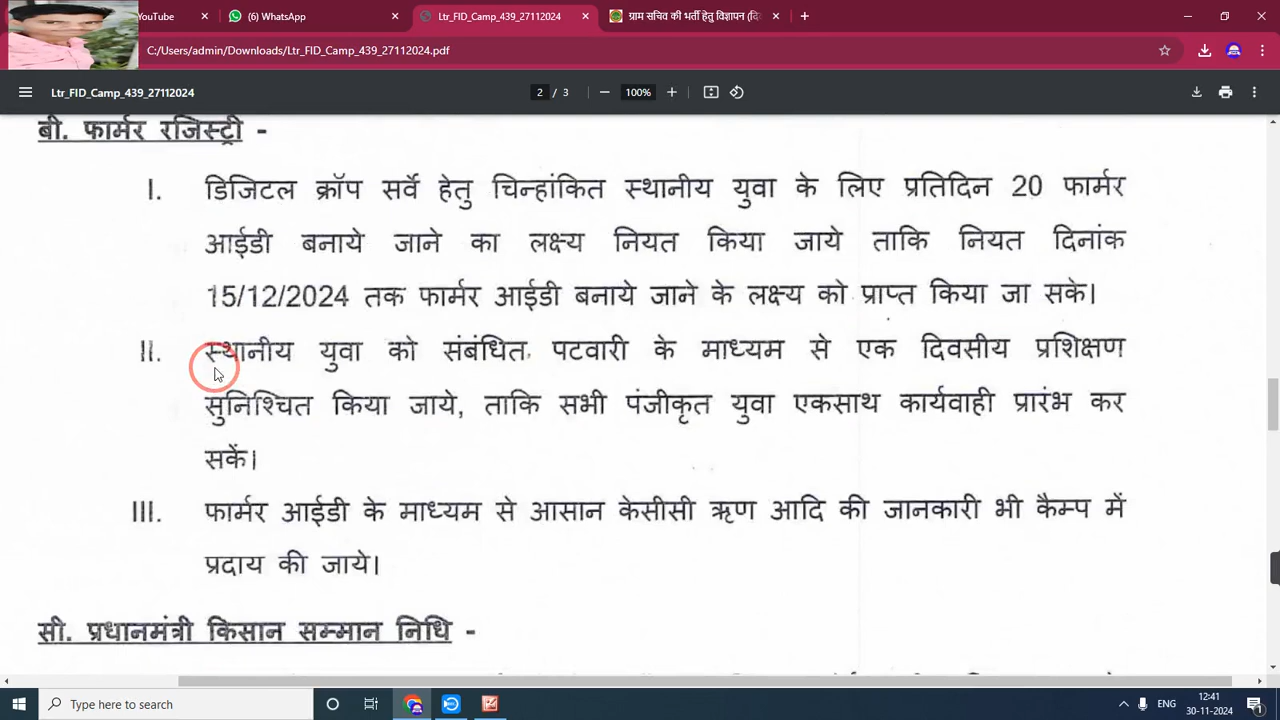 YouTube
(6) WhatsApp
Ltr_FID_Camp_439_27112024
ग्राम सचिव की भर्ती हेतु विज्ञापन (दि
C:/Users/admin/Downloads/Ltr_FID_Camp_439_27112024.pdf
Ltr_FID_Camp_439_27112024
2 / 3
100%
बी. फार्मर रजिस्ट्री -
I. डिजिटल क्रॉप सर्वे हेतु चिन्हांकित स्थानीय युवा के लिए प्रतिदिन 20 फार्मर
आईडी बनाये जाने का लक्ष्य नियत किया जाये ताकि नियत दिनांक
15/12/2024 तक फार्मर आईडी बनाये जाने के लक्ष्य को प्राप्त किया जा सके।
II. स्थानीय युवा को संबंधित पटवारी के माध्यम से एक दिवसीय प्रशिक्षण
सुनिश्चित किया जाये, ताकि सभी पंजीकृत युवा एकसाथ कार्यवाही प्रारंभ कर
सकें।
III. फार्मर आईडी के माध्यम से आसान केसीसी ऋण आदि की जानकारी भी कैम्प में
प्रदाय की जाये।
सी. प्रधानमंत्री किसान सम्मान निधि -
Type here to search
ENG
12:41
30-11-2024